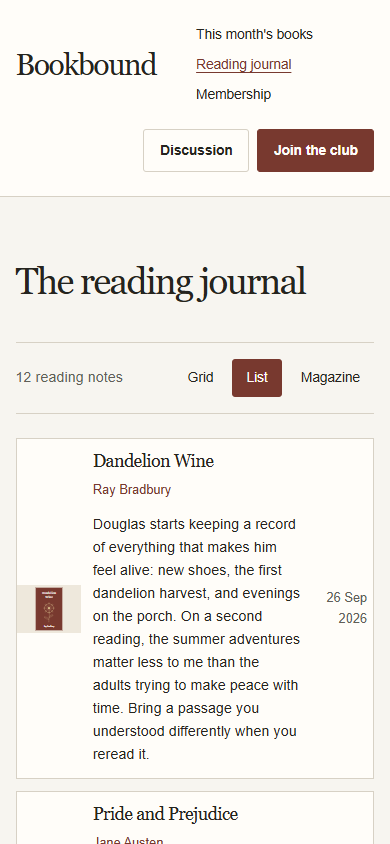 Bookbound
This month's books
Reading journal
Membership
Discussion
Join the club
The reading journal
12 reading notes
Grid
List
Magazine
Dandelion Wine
Ray Bradbury
Douglas starts keeping a record
of everything that makes him
feel alive: new shoes, the first
dandelion harvest, and evenings
on the porch. On a second
reading, the summer adventures
matter less to me than the
adults trying to make peace with
time. Bring a passage you
understood differently when you
reread it.
26 Sep
2026
Dandelion
Wine
Pride and Prejudice
Jane Austen